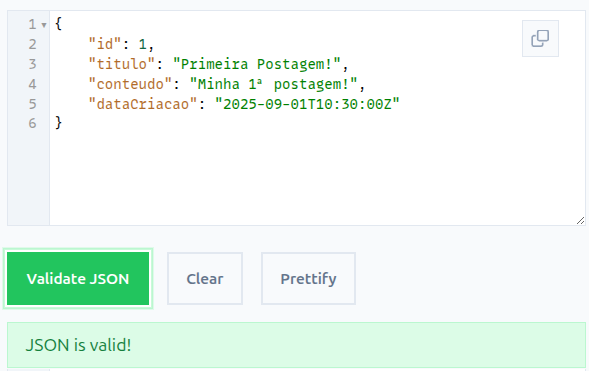 1 {
2 "id": 1,
3 "titulo": "Primeira Postagem!",
4 "conteudo": "Minha 1ª postagem!",
5 "dataCriacao": "2025-09-01T10:30:00Z"
6 }
Validate JSON Clear Prettify
JSON is valid!